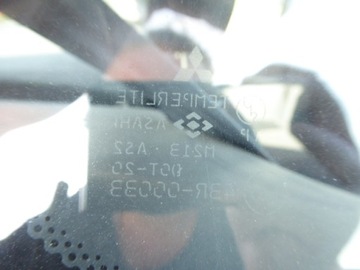 TEMPERLITE
ASAHI
M213 · AS2
DOT-20
43R-00033